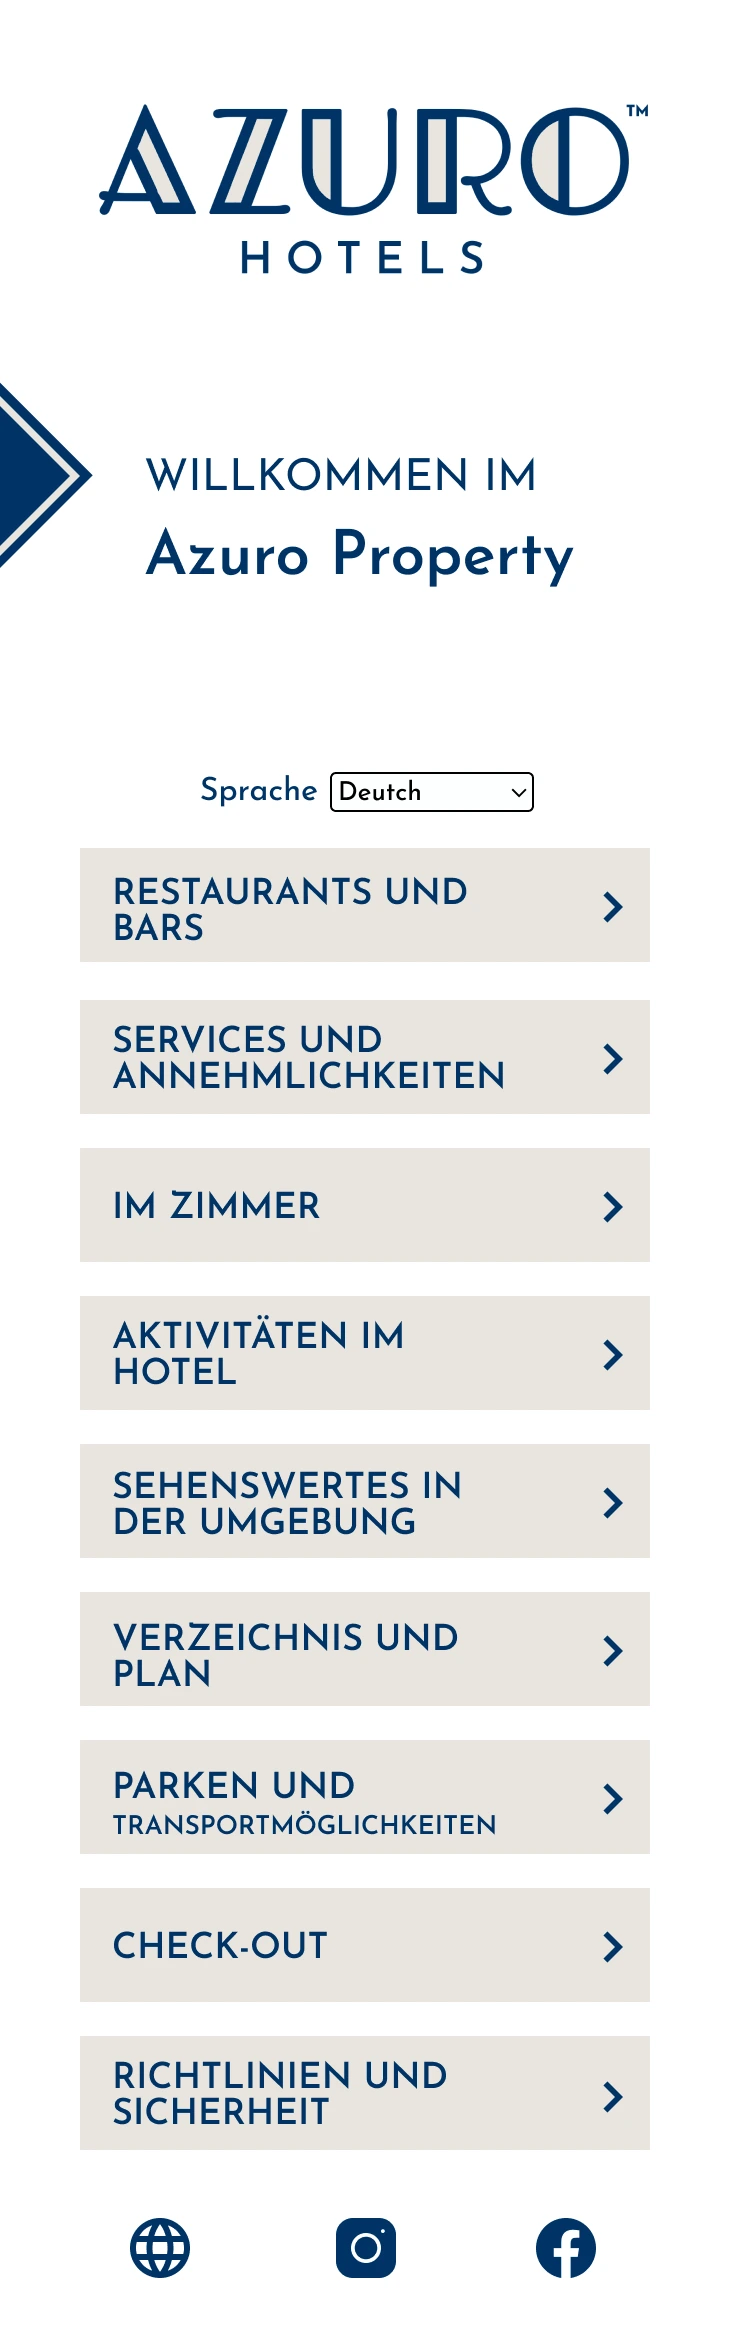 AZURO™
HOTELS
WILLKOMMEN IM
Azuro Property
Sprache Deutch
RESTAURANTS UND
BARS
SERVICES UND
ANNEHMLICHKEITEN
IM ZIMMER
AKTIVITÄTEN IM
HOTEL
SEHENSWERTES IN
DER UMGEBUNG
VERZEICHNIS UND
PLAN
PARKEN UND
TRANSPORTMÖGLICHKEITEN
CHECK-OUT
RICHTLINIEN UND
SICHERHEIT